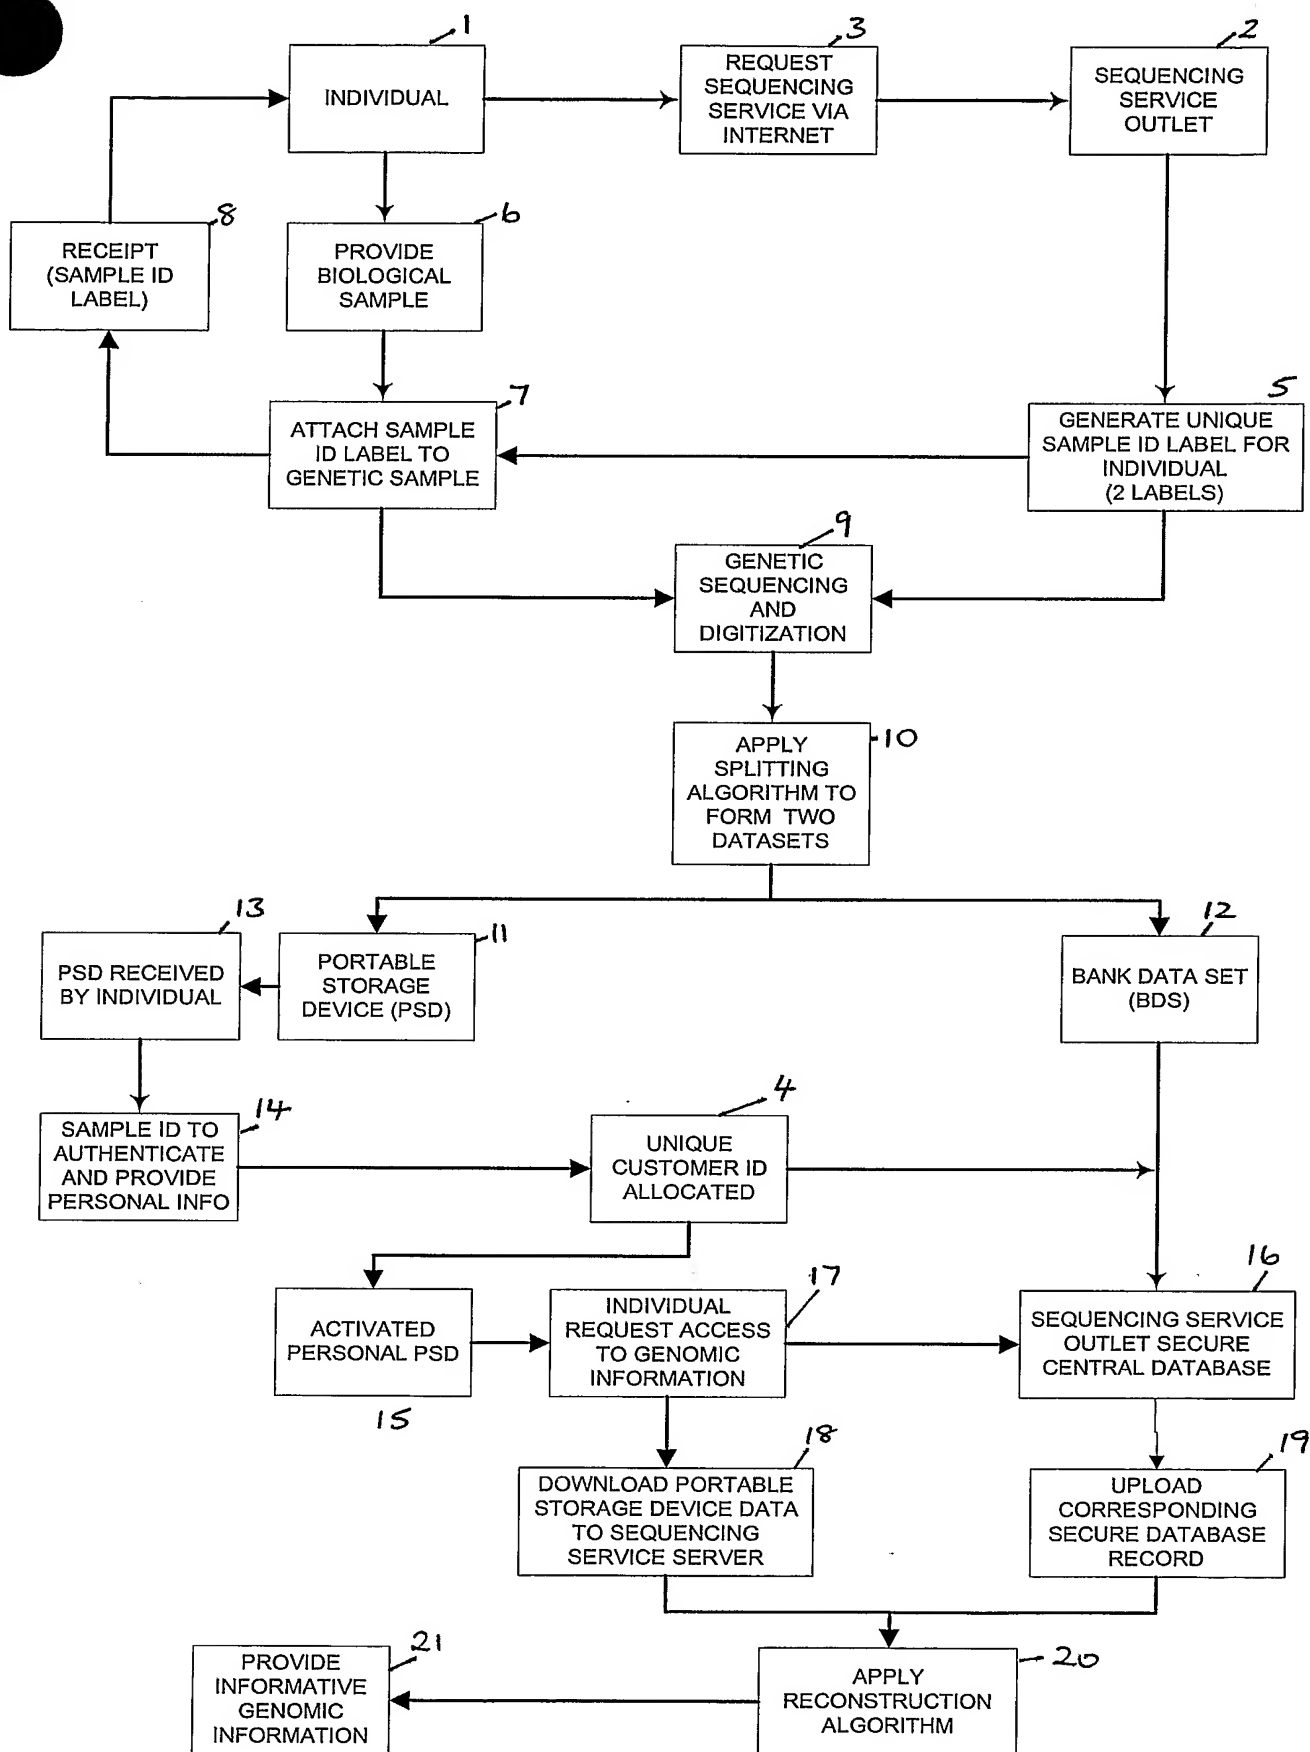 1
INDIVIDUAL
3
REQUEST
SEQUENCING
SERVICE VIA
INTERNET
2
SEQUENCING
SERVICE
OUTLET
8
RECEIPT
(SAMPLE ID
LABEL)
6
PROVIDE
BIOLOGICAL
SAMPLE
7
ATTACH SAMPLE
ID LABEL TO
GENETIC SAMPLE
5
GENERATE UNIQUE
SAMPLE ID LABEL FOR
INDIVIDUAL
(2 LABELS)
9
GENETIC
SEQUENCING
AND
DIGITIZATION
10
APPLY
SPLITTING
ALGORITHM TO
FORM TWO
DATASETS
13
PSD RECEIVED
BY INDIVIDUAL
11
PORTABLE
STORAGE
DEVICE (PSD)
12
BANK DATA SET
(BDS)
14
SAMPLE ID TO
AUTHENTICATE
AND PROVIDE
PERSONAL INFO
4
UNIQUE
CUSTOMER ID
ALLOCATED
ACTIVATED
PERSONAL PSD
15
17
INDIVIDUAL
REQUEST ACCESS
TO GENOMIC
INFORMATION
16
SEQUENCING SERVICE
OUTLET SECURE
CENTRAL DATABASE
18
DOWNLOAD PORTABLE
STORAGE DEVICE DATA
TO SEQUENCING
SERVICE SERVER
19
UPLOAD
CORRESPONDING
SECURE DATABASE
RECORD
21
PROVIDE
INFORMATIVE
GENOMIC
INFORMATION
20
APPLY
RECONSTRUCTION
ALGORITHM